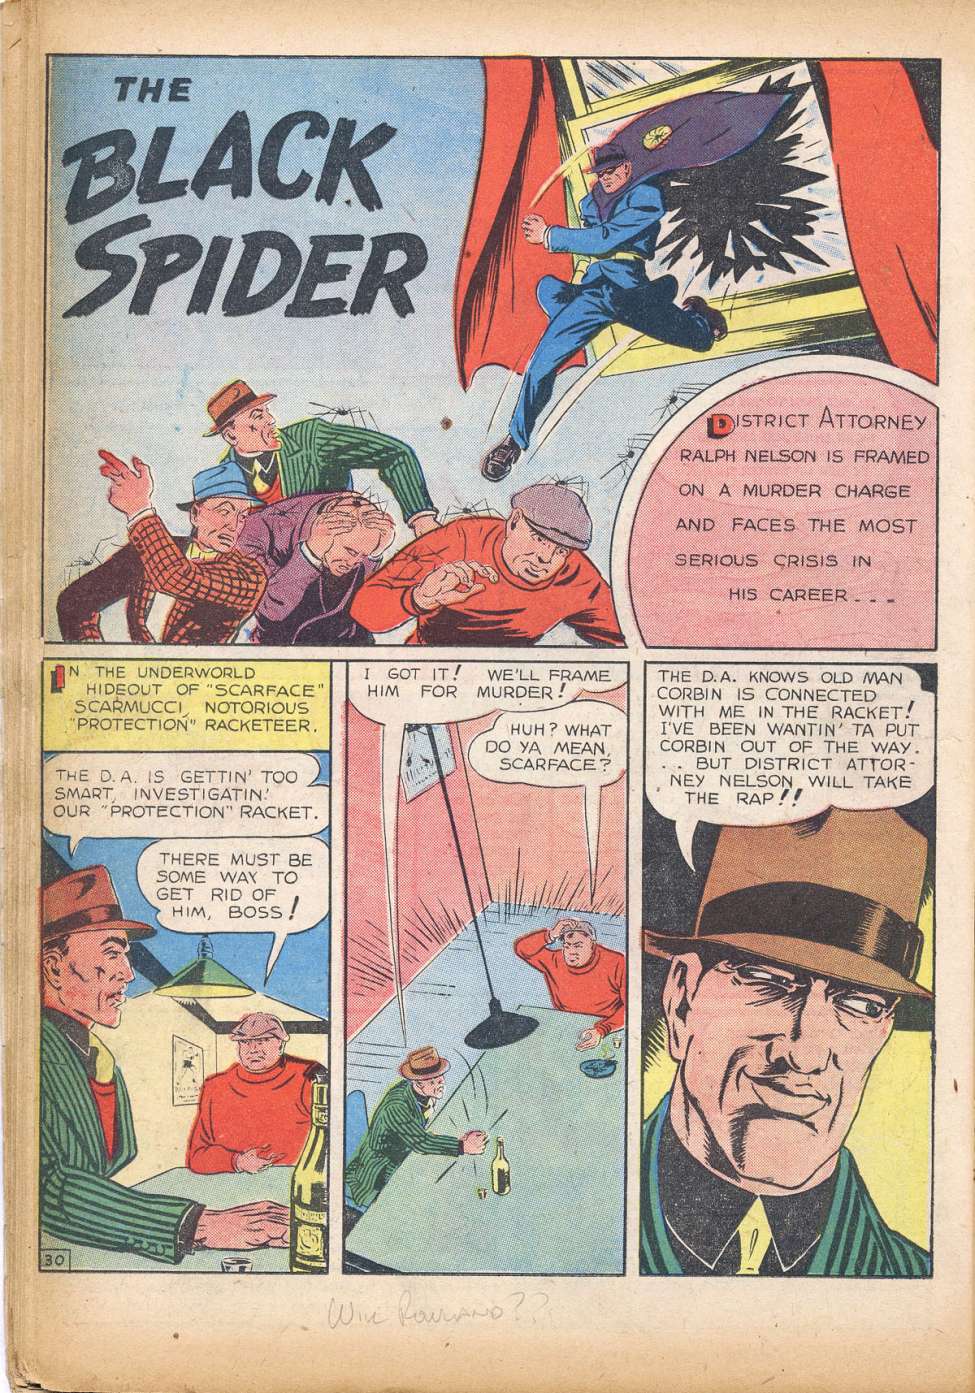 THE
BLACK
SPIDER
DISTRICT ATTORNEY
RALPH NELSON IS FRAMED
ON A MURDER CHARGE
AND FACES THE MOST
SERIOUS CRISIS IN
HIS CAREER...
IN THE UNDERWORLD
HIDEOUT OF "SCARFACE"
SCARMUCCI, NOTORIOUS
"PROTECTION" RACKETEER.
THE D.A. IS GETTIN' TOO
SMART, INVESTIGATIN'
OUR "PROTECTION" RACKET.
THERE MUST BE
SOME WAY TO
GET RID OF
HIM, BOSS!
30
I GOT IT! WE'LL FRAME
HIM FOR MURDER!
HUH? WHAT
DO YA MEAN,
SCARFACE?
THE D.A. KNOWS OLD MAN
CORBIN IS CONNECTED
WITH ME IN THE RACKET!
I'VE BEEN WANTIN' TA PUT
CORBIN OUT OF THE WAY.
. . BUT DISTRICT ATTOR-
NEY NELSON WILL TAKE
THE RAP!!
Will Rowland??